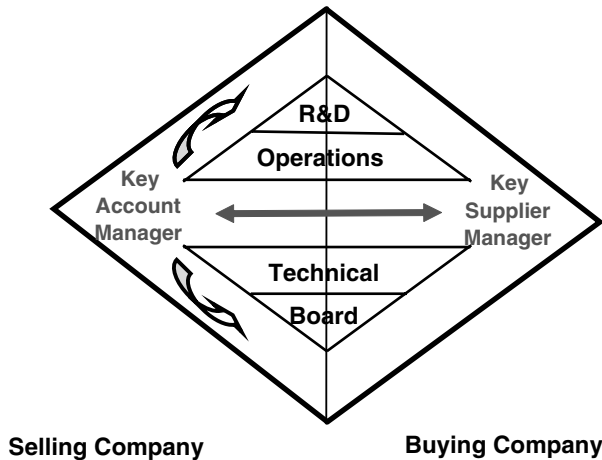 R&D
Operations
Key
Account
Manager
Key
Supplier
Manager
Technical
Board
Selling Company
Buying Company